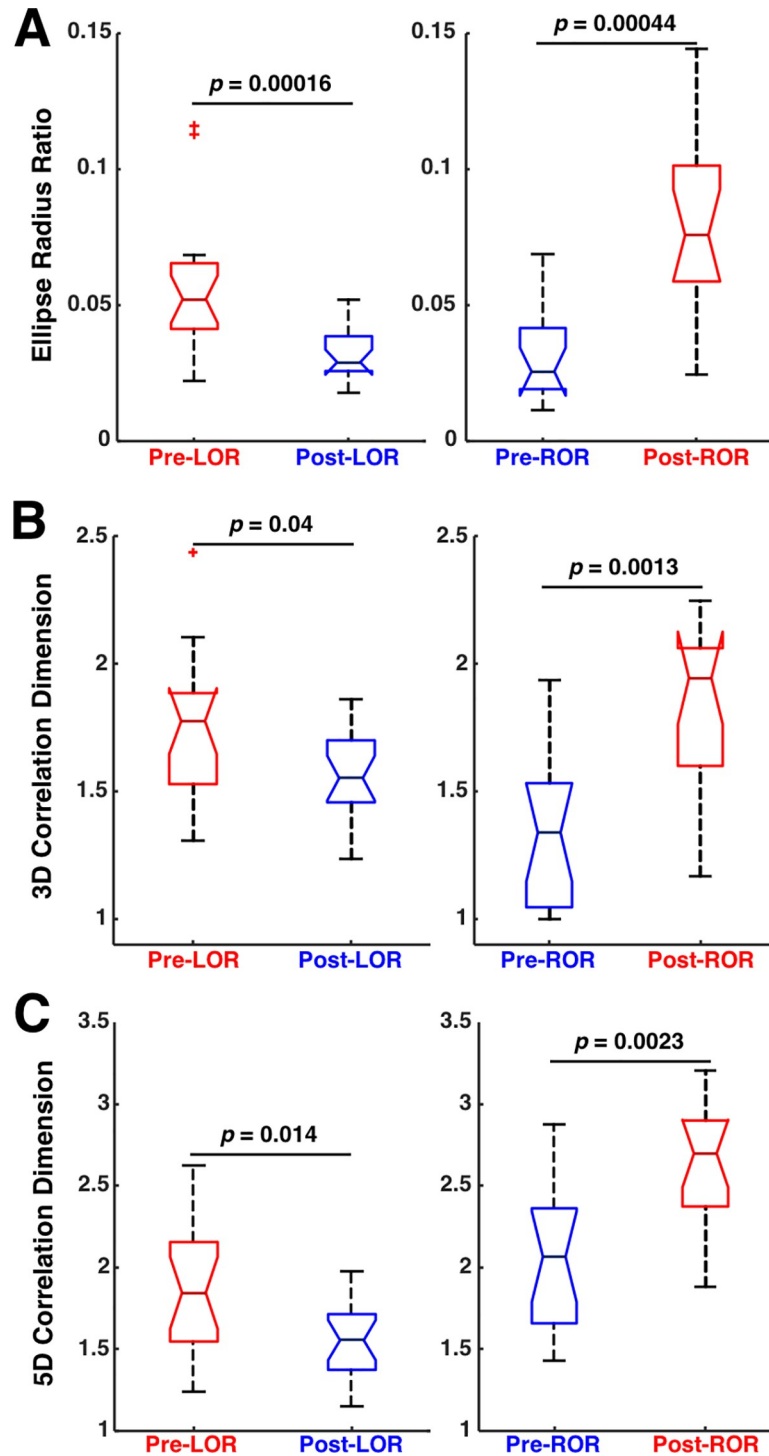 A
Ellipse Radius Ratio
0.15
0.1
0.05
0
p = 0.00016
Pre-LOR
Post-LOR
0.15
0.1
0.05
0
p = 0.00044
Pre-ROR
Post-ROR
B
3D Correlation Dimension
2.5
2
1.5
1
p = 0.04
Pre-LOR
Post-LOR
2.5
2
1.5
1
p = 0.0013
Pre-ROR
Post-ROR
C
5D Correlation Dimension
3.5
3
2.5
2
1.5
1
p = 0.014
Pre-LOR
Post-LOR
3.5
3
2.5
2
1.5
1
p = 0.0023
Pre-ROR
Post-ROR